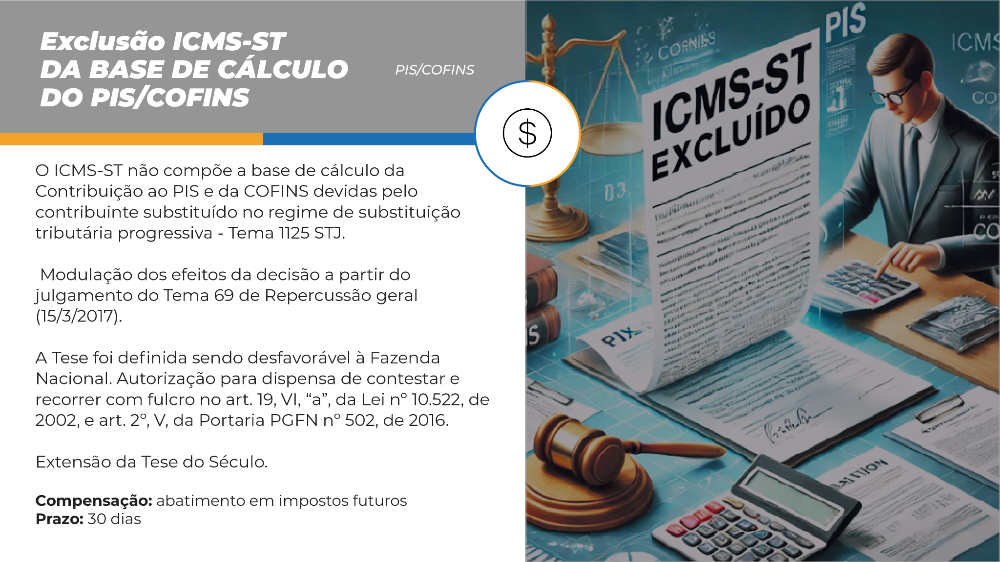 Exclusão ICMS-ST
DA BASE DE CÁLCULO
DO PIS/COFINS
PIS/COFINS
$
O ICMS-ST não compõe a base de cálculo da
Contribuição ao PIS e da COFINS devidas pelo
contribuinte substituído no regime de substituição
tributária progressiva - Tema 1125 STJ.
Modulação dos efeitos da decisão a partir do
julgamento do Tema 69 de Repercussão geral
(15/3/2017).
A Tese foi definida sendo desfavorável à Fazenda
Nacional. Autorização para dispensa de contestar e
recorrer com fulcro no art. 19, VI, “a”, da Lei nº 10.522, de
2002, e art. 2º, V, da Portaria PGFN nº 502, de 2016.
Extensão da Tese do Século.
Compensação: abatimento em impostos futuros
Prazo: 30 dias
PIS
ICMS
ICMS-ST
EXCLUÍDO
CO
03
CO
PIX